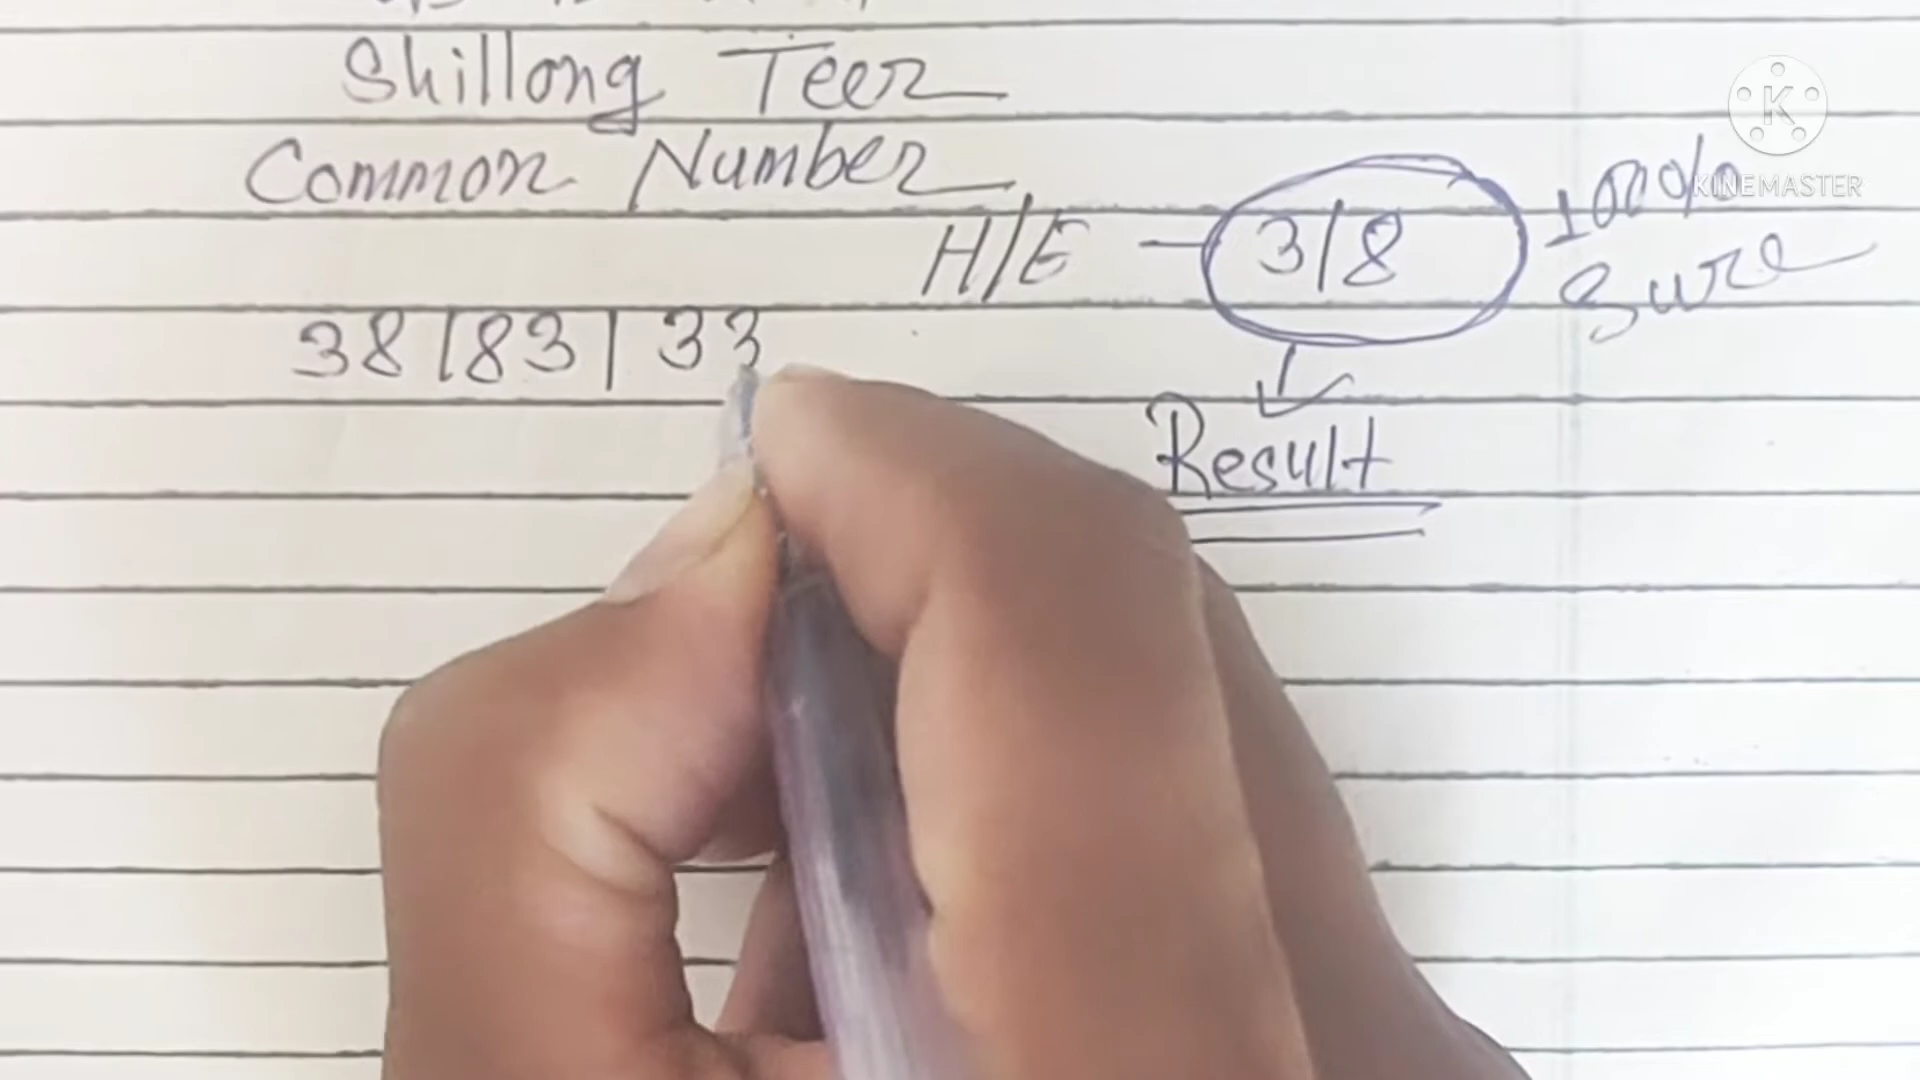 Shillong Teer
Common Number
H/E - 3/8
100%
Sure
38/83/33
Result
KINEMASTER